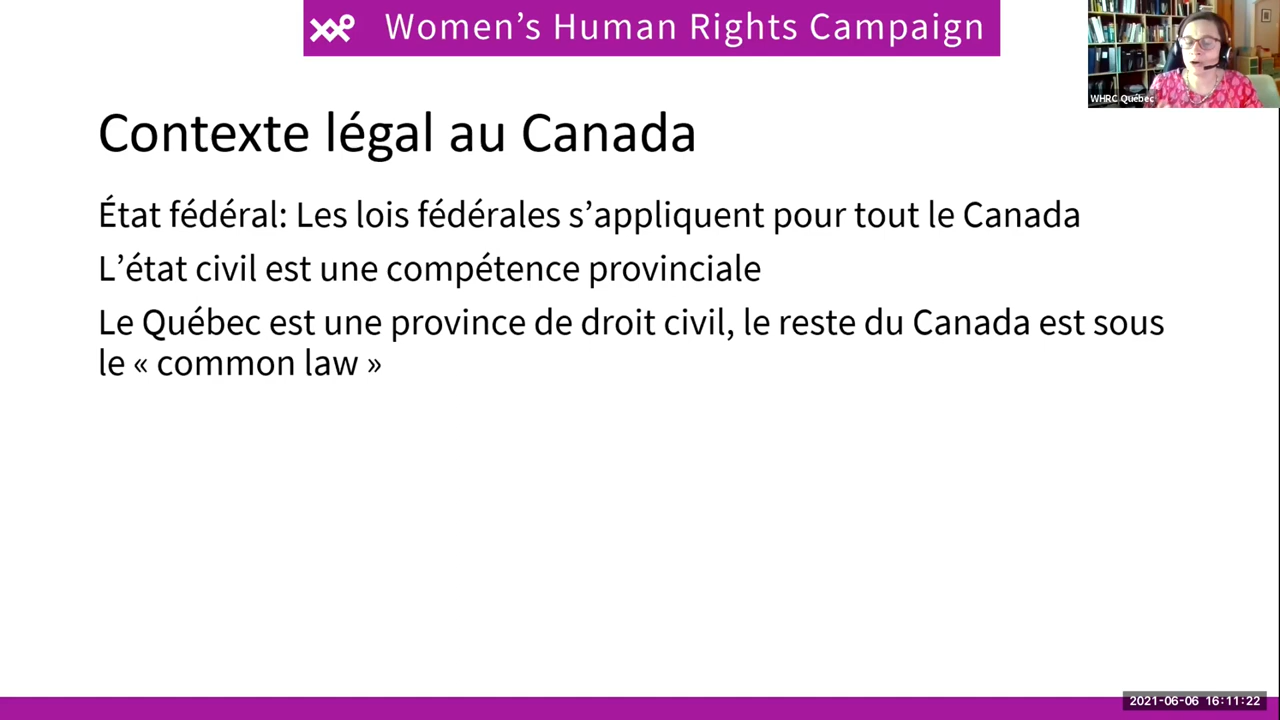 Women's Human Rights Campaign
WHRC Québec
Contexte légal au Canada
État fédéral: Les lois fédérales s'appliquent pour tout le Canada
L'état civil est une compétence provinciale
Le Québec est une province de droit civil, le reste du Canada est sous
le « common law »
2021-06-06 16:11:22